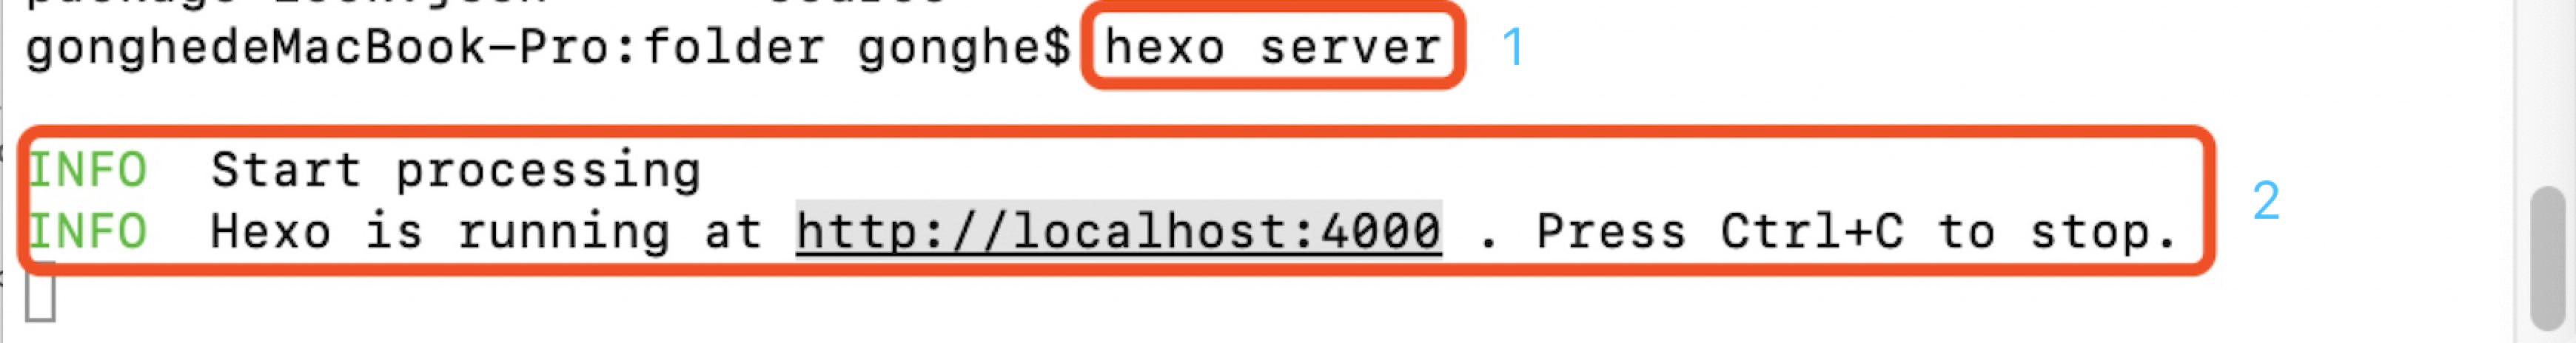 gonghedeMacBook-Pro:folder gonghe$ hexo server 1
INFO  Start processing
INFO  Hexo is running at http://localhost:4000 . Press Ctrl+C to stop.
2